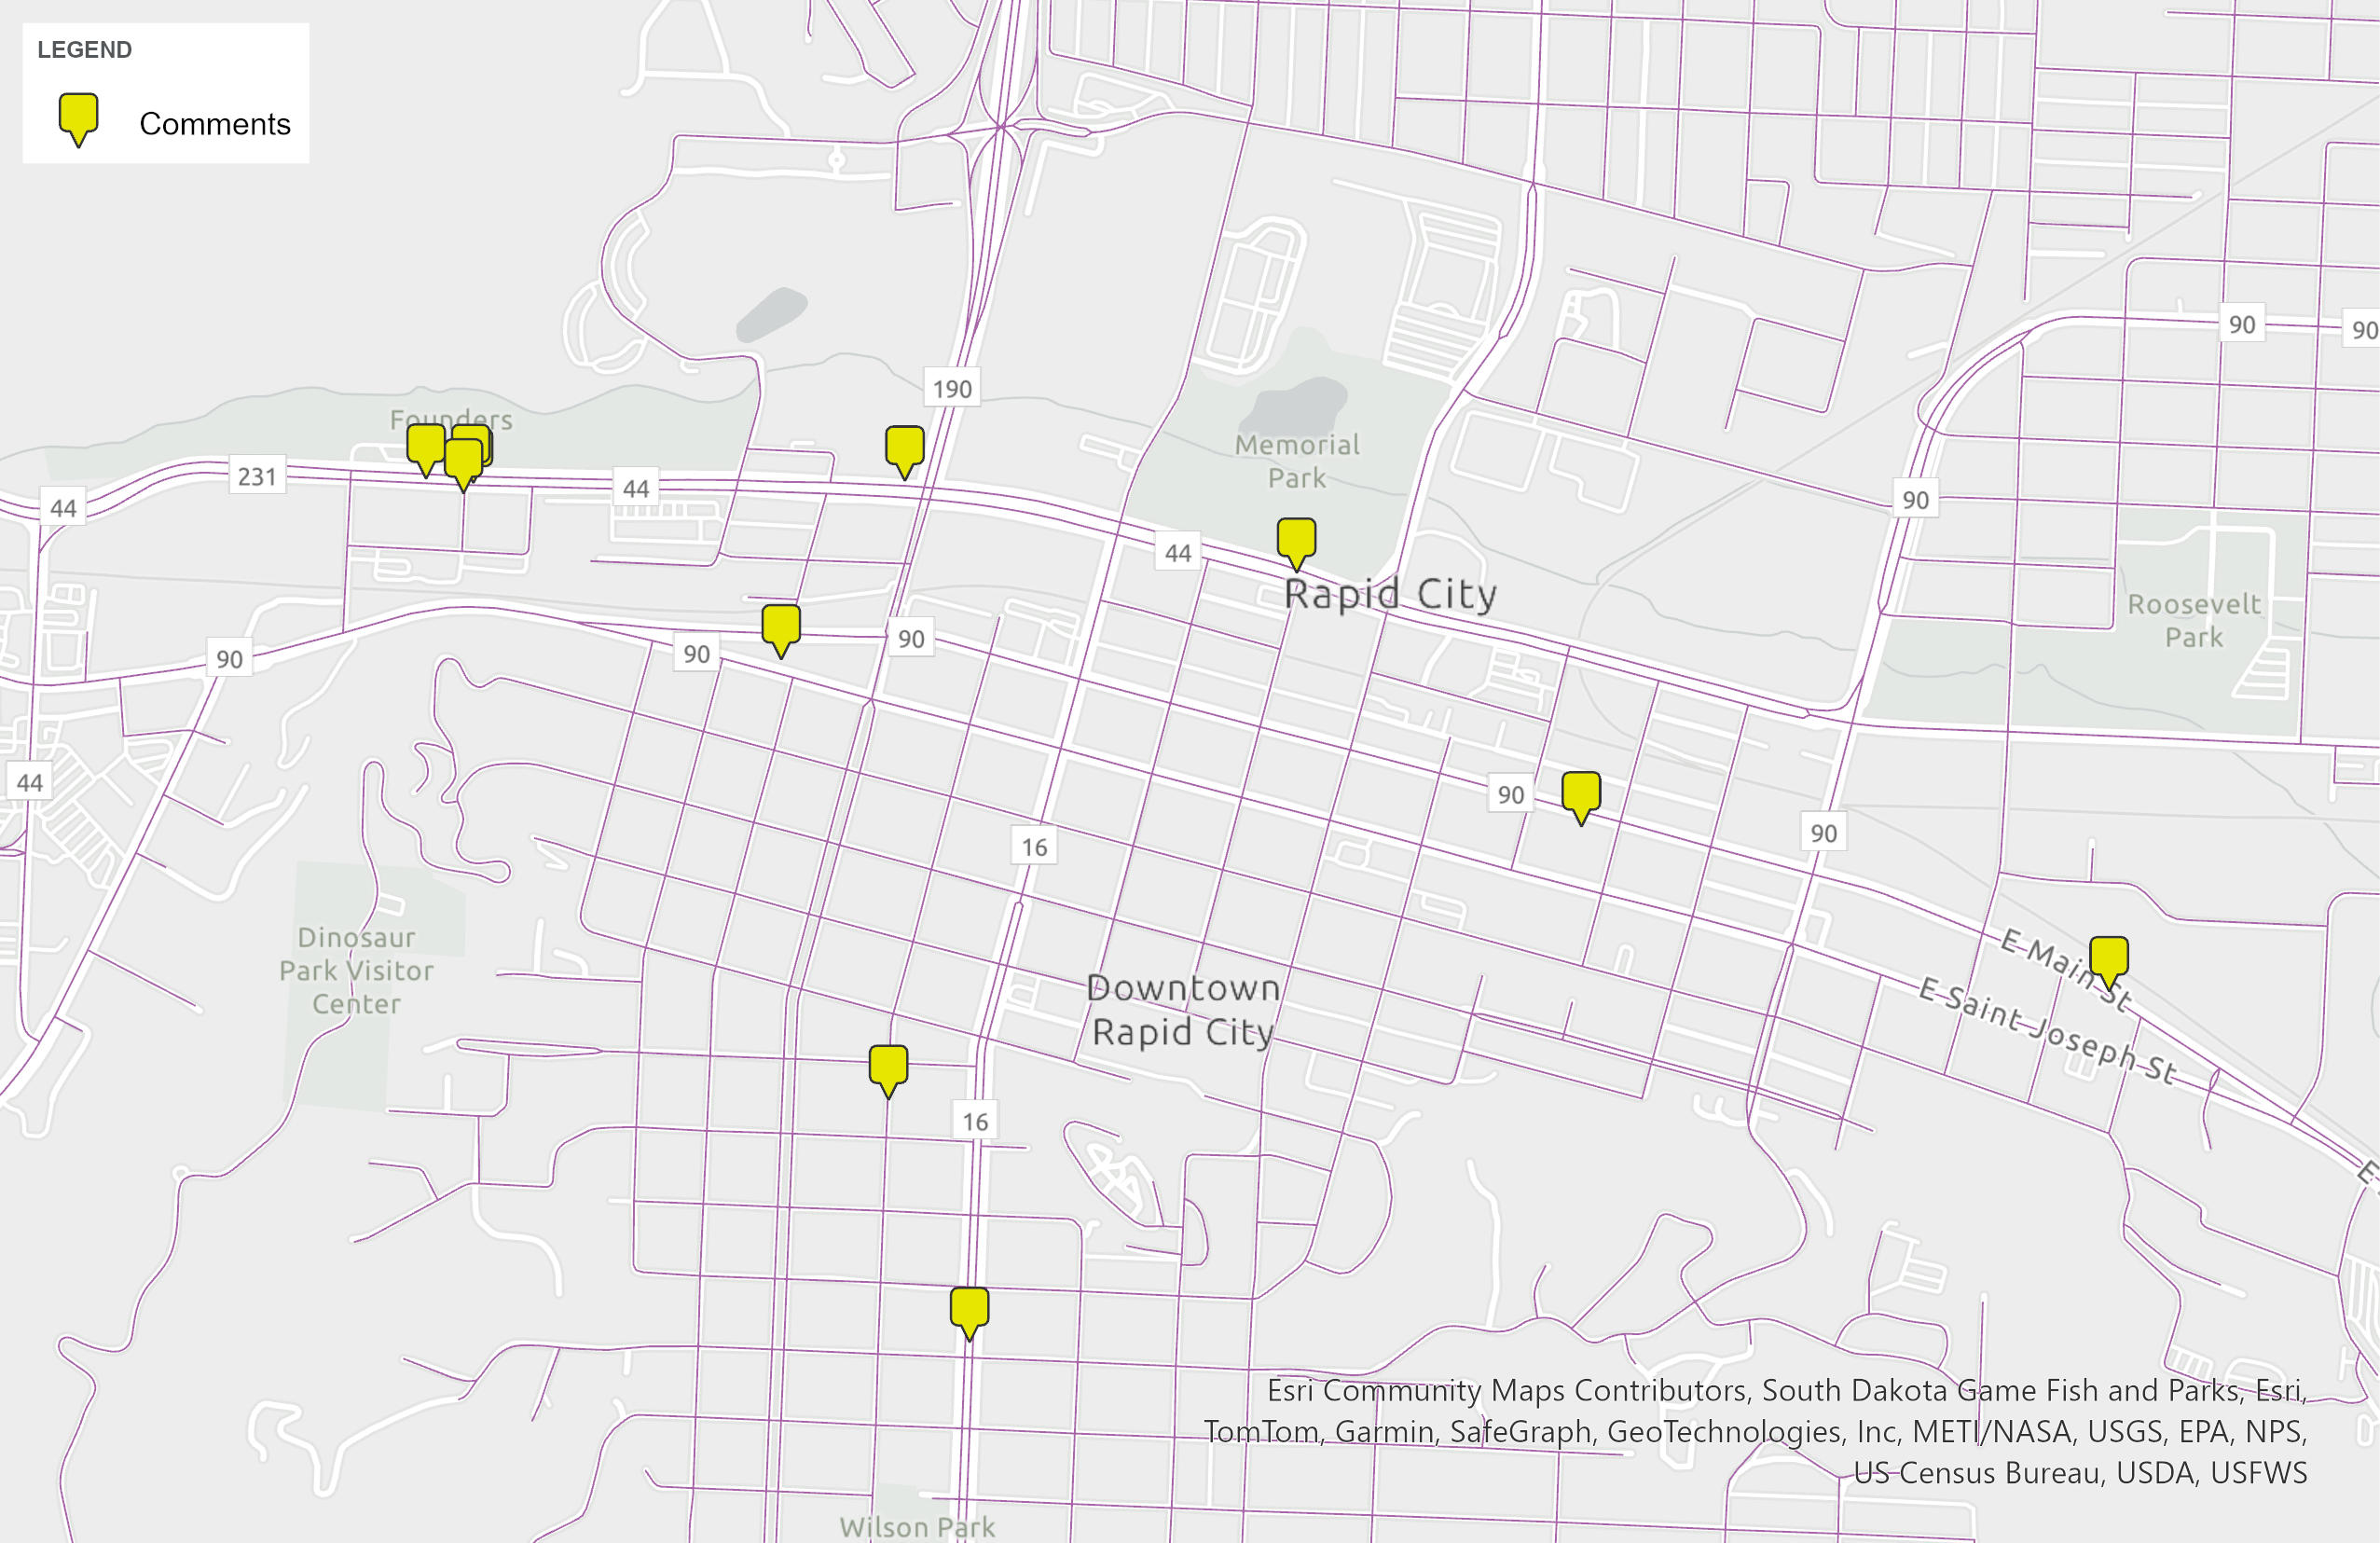 LEGEND
Comments
90
90
190
Founders
Memorial
Park
231
44
44
90
44
Rapid City
Roosevelt
Park
90
90
90
44
90
90
16
Dinosaur
Park Visitor
Center
E Main St
Downtown
Rapid City
E Saint Joseph St
16
E
Esri Community Maps Contributors, South Dakota Game Fish and Parks, Esri,
TomTom, Garmin, SafeGraph, GeoTechnologies, Inc, METI/NASA, USGS, EPA, NPS,
US Census Bureau, USDA, USFWS
Wilson Park